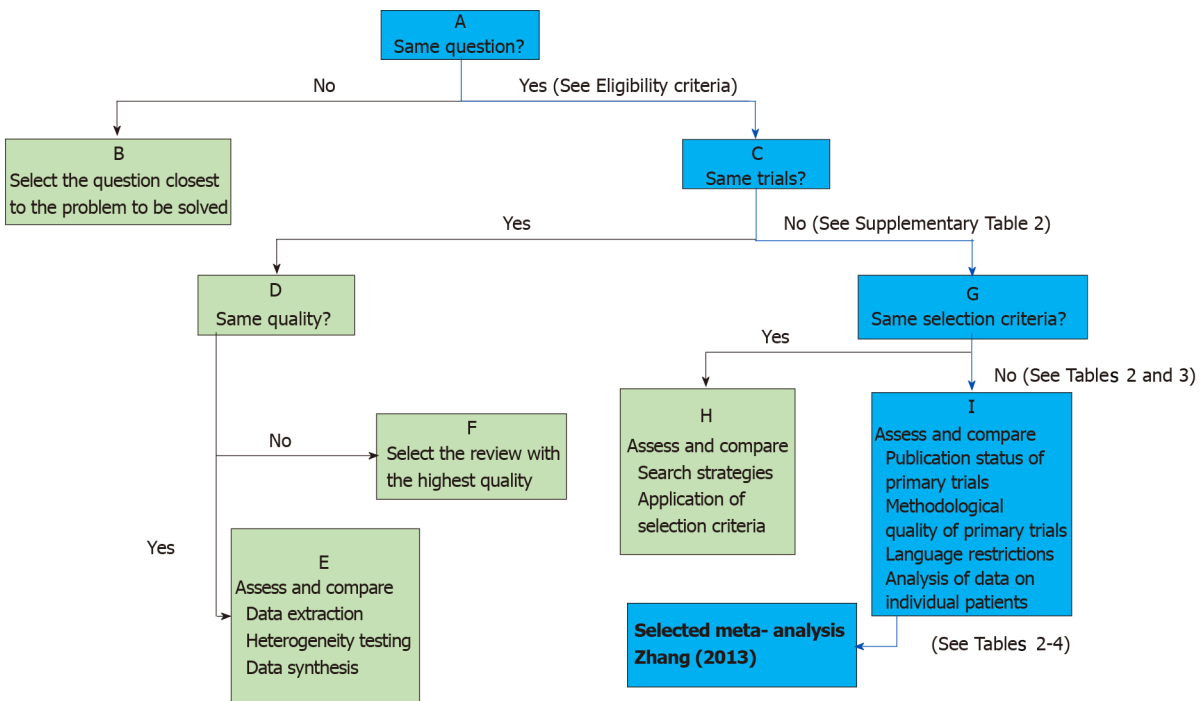 A
Same question?
No
Yes (See Eligibility criteria)
B
Select the question closest
to the problem to be solved
C
Same trials?
Yes
No (See Supplementary Table 2)
D
Same quality?
G
Same selection criteria?
Yes
No (See Tables 2 and 3)
No
F
Select the review with
the highest quality
H
Assess and compare
Search strategies
Application of
selection criteria
I
Assess and compare
Publication status of
primary trials
Methodological
quality of primary trials
Language restrictions
Analysis of data on
individual patients
Yes
E
Assess and compare
Data extraction
Heterogeneity testing
Data synthesis
Selected meta- analysis
Zhang (2013)
(See Tables 2-4)